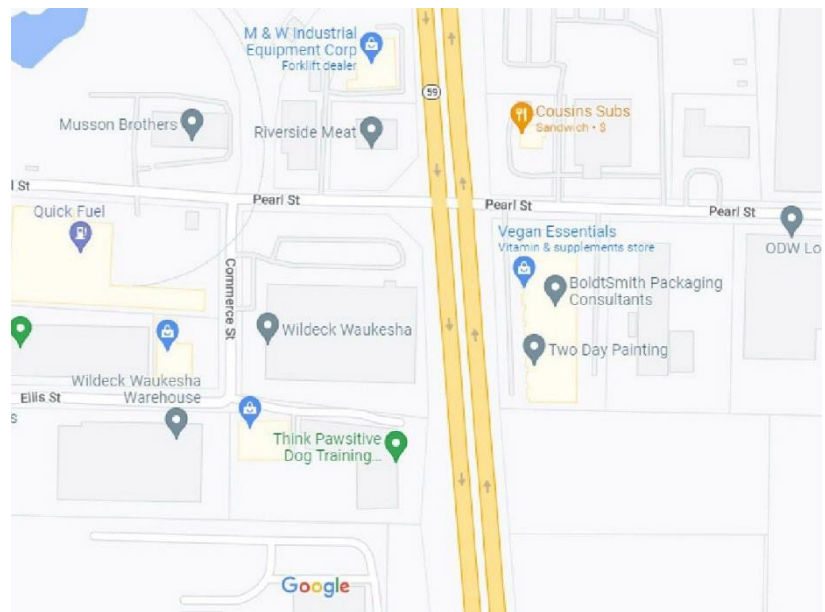 M & W Industrial
Equipment Corp
Forklift dealer
59
Cousins Subs
Sandwich • $
Musson Brothers
Riverside Meat
l St
Pearl St
Pearl St
Pearl St
Quick Fuel
Vegan Essentials
Vitamin & supplements store
ODW Lo
Commerce St
BoldtSmith Packaging
Consultants
Wildeck Waukesha
Two Day Painting
Wildeck Waukesha
Warehouse
Ellis St
s
Think Pawsitive
Dog Training...
Google